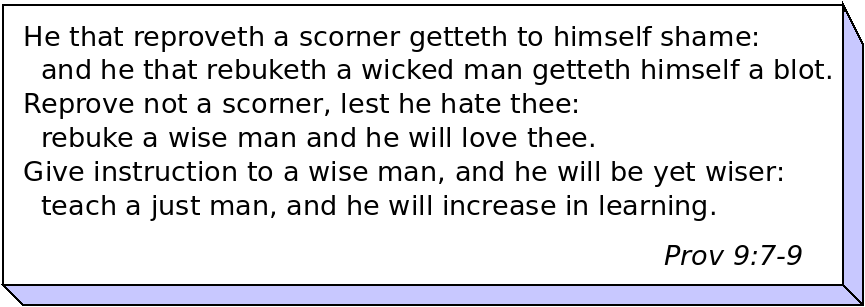 He that reproveth a scorner getteth to himself shame:
and he that rebuketh a wicked man getteth himself a blot.
Reprove not a scorner, lest he hate thee:
rebuke a wise man and he will love thee.
Give instruction to a wise man, and he will be yet wiser:
teach a just man, and he will increase in learning.
Prov 9:7-9